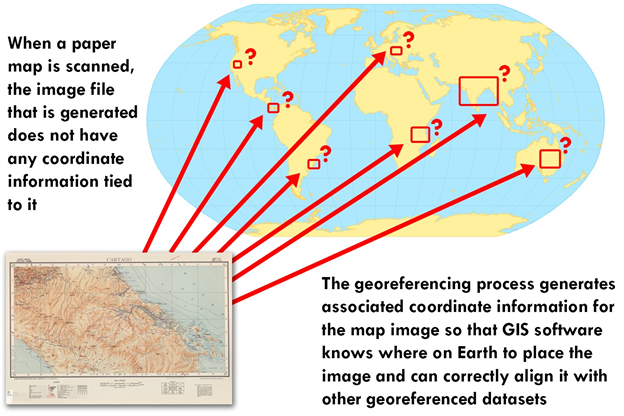 When a paper
map is scanned,
the image file
that is generated
does not have
any coordinate
information tied
to it
?
?
?
?
?
?
?
CARTAGO
The georeferencing process generates
associated coordinate information for
the map image so that GIS software
knows where on Earth to place the
image and can correctly align it with
other georeferenced datasets